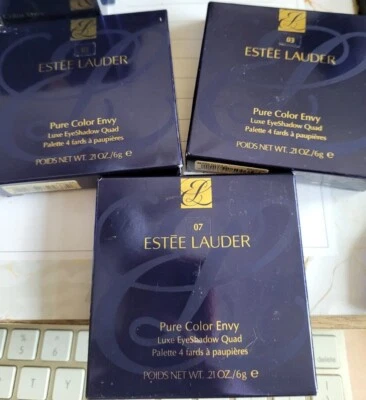 ESTĒE LAUDER
Pure Color Envy
Luxe EyeShadow Quad
Palette 4 fards à paupières
POIDS NET WT. .21 OZ./6g e
03
ESTĒE LAUDER
Pure Color Envy
Luxe EyeShadow Quad
Palette 4 fards à paupières
POIDS NET WT. .21 OZ./6g e
07
ESTĒE LAUDER
Pure Color Envy
Luxe EyeShadow Quad
Palette 4 fards à paupières
POIDS NET WT. .21 OZ./6g e
T
Y